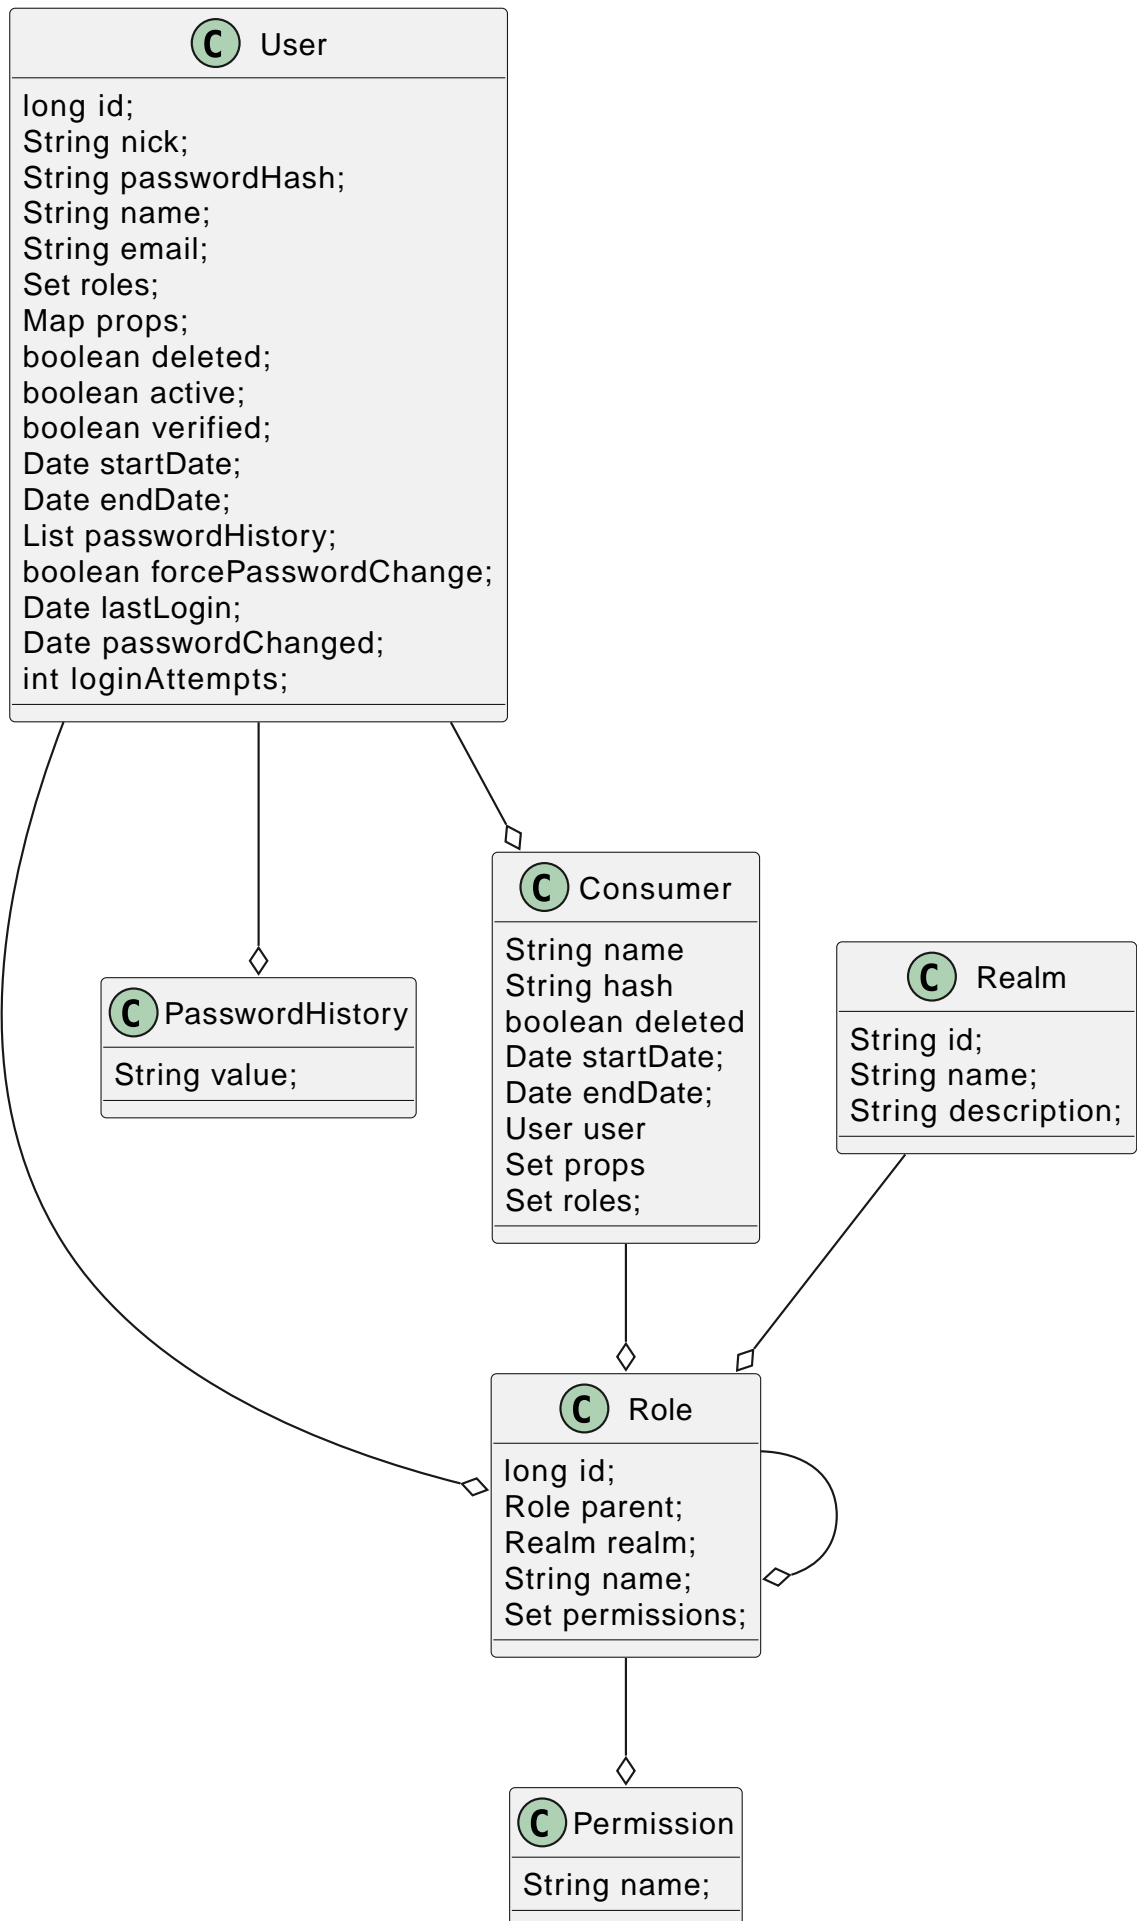 C User
long id;
String nick;
String passwordHash;
String name;
String email;
Set roles;
Map props;
boolean deleted;
boolean active;
boolean verified;
Date startDate;
Date endDate;
List passwordHistory;
boolean forcePasswordChange;
Date lastLogin;
Date passwordChanged;
int loginAttempts;
C PasswordHistory
String value;
C Consumer
String name
String hash
boolean deleted
Date startDate;
Date endDate;
User user
Set props
Set roles;
C Realm
String id;
String name;
String description;
C Role
long id;
Role parent;
Realm realm;
String name;
Set permissions;
C Permission
String name;